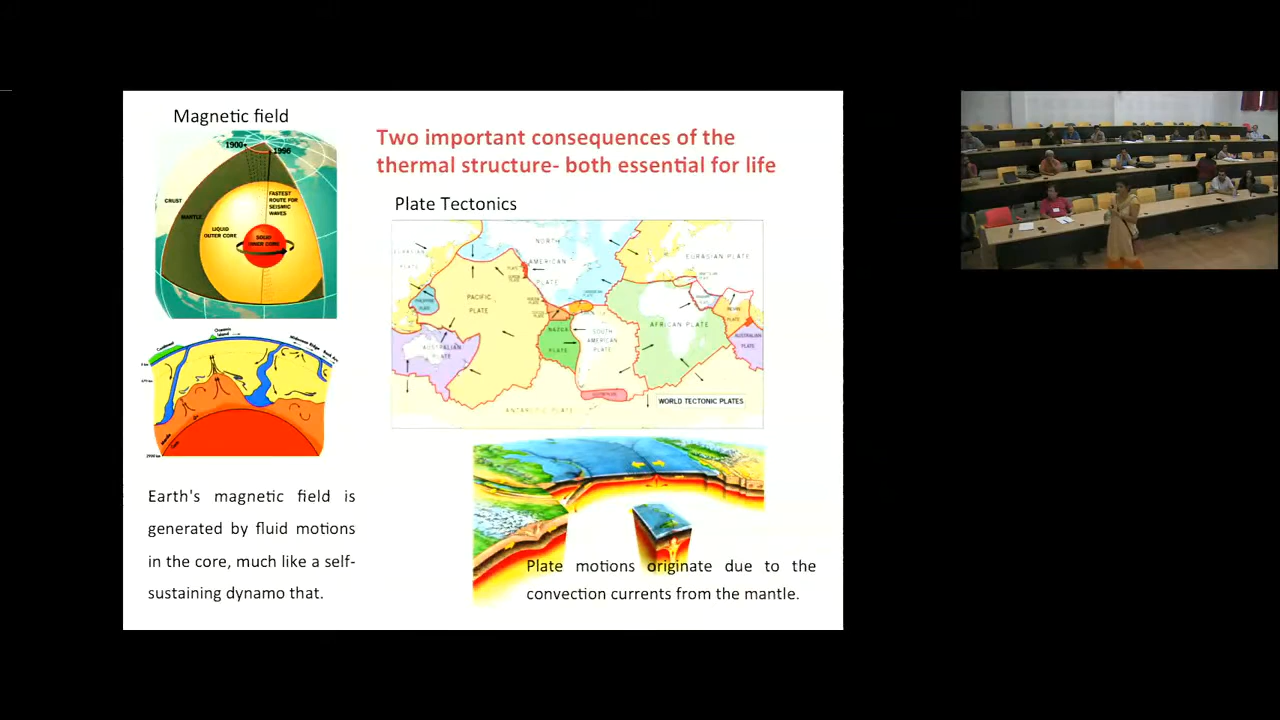 Magnetic field
1900
1996
CRUST
MANTLE
LIQUID
OUTER CORE
FASTEST
ROUTE FOR
SEISMIC
WAVES
SOLID
INNER CORE
Two important consequences of the
thermal structure- both essential for life
Plate Tectonics
NORTH
AMERICAN
PLATE
EURASIAN PLATE
PACIFIC
PLATE
NAZCA
PLATE
SOUTH
AMERICAN
PLATE
AFRICAN PLATE
AUSTRALIAN
PLATE
AUSTRALIAN
PLATE
ANTARCTIC PLATE
WORLD TECTONIC PLATES
Earth's magnetic field is
generated by fluid motions
in the core, much like a self-
sustaining dynamo that.
Plate motions originate due to the
convection currents from the mantle.